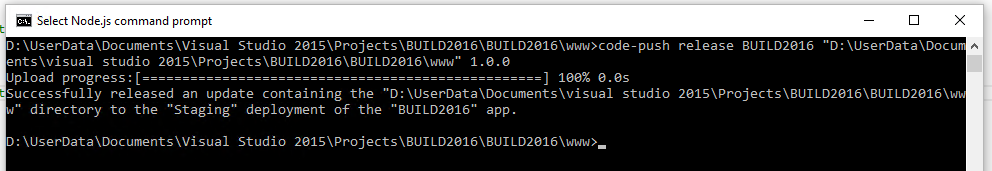 Select Node.js command prompt
D:\UserData\Documents\Visual Studio 2015\Projects\BUILD2016\BUILD2016\www>code-push release BUILD2016 "D:\UserData\Docum
ents\visual studio 2015\Projects\BUILD2016\BUILD2016\www" 1.0.0
Upload progress:[==================================================] 100% 0.0s
Successfully released an update containing the "D:\UserData\Documents\visual studio 2015\Projects\BUILD2016\BUILD2016\ww
w" directory to the "Staging" deployment of the "BUILD2016" app.
D:\UserData\Documents\Visual Studio 2015\Projects\BUILD2016\BUILD2016\www>